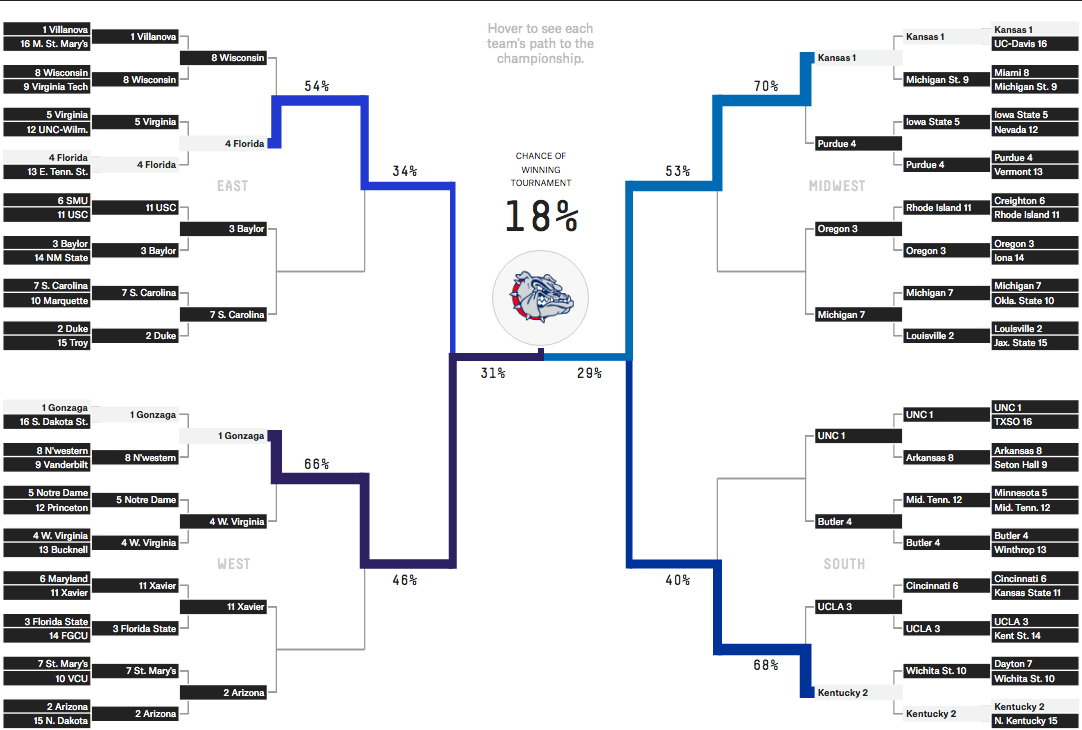 Hover to see each
team's path to the
championship.
CHANCE OF
WINNING
TOURNAMENT
18%
1 Villanova
16 M. St. Mary's
8 Wisconsin
9 Virginia Tech
5 Virginia
12 UNC-Wilm.
4 Florida
13 E. Tenn. St.
6 SMU
11 USC
3 Baylor
14 NM State
7 S. Carolina
10 Marquette
2 Duke
15 Troy
1 Villanova
8 Wisconsin
5 Virginia
4 Florida
11 USC
3 Baylor
7 S. Carolina
2 Duke
8 Wisconsin
4 Florida
3 Baylor
7 S. Carolina
EAST
54%
34%
1 Gonzaga
16 S. Dakota St.
8 N'western
9 Vanderbilt
5 Notre Dame
12 Princeton
4 W. Virginia
13 Bucknell
6 Maryland
11 Xavier
3 Florida State
14 FGCU
7 St. Mary's
10 VCU
2 Arizona
15 N. Dakota
1 Gonzaga
8 N'western
5 Notre Dame
4 W. Virginia
11 Xavier
3 Florida State
7 St. Mary's
2 Arizona
1 Gonzaga
4 W. Virginia
11 Xavier
2 Arizona
WEST
66%
46%
31%
29%
70%
53%
MIDWEST
Kansas 1
Purdue 4
Oregon 3
Michigan 7
Kansas 1
Michigan St. 9
Iowa State 5
Purdue 4
Rhode Island 11
Oregon 3
Michigan 7
Louisville 2
Kansas 1
UC-Davis 16
Miami 8
Michigan St. 9
Iowa State 5
Nevada 12
Purdue 4
Vermont 13
Creighton 6
Rhode Island 11
Oregon 3
Iona 14
Michigan 7
Okla. State 10
Louisville 2
Jax. State 15
40%
68%
SOUTH
UNC 1
Butler 4
UCLA 3
Kentucky 2
UNC 1
Arkansas 8
Mid. Tenn. 12
Butler 4
Cincinnati 6
UCLA 3
Wichita St. 10
Kentucky 2
UNC 1
TXSO 16
Arkansas 8
Seton Hall 9
Minnesota 5
Mid. Tenn. 12
Butler 4
Winthrop 13
Cincinnati 6
Kansas State 11
UCLA 3
Kent St. 14
Dayton 7
Wichita St. 10
Kentucky 2
N. Kentucky 15